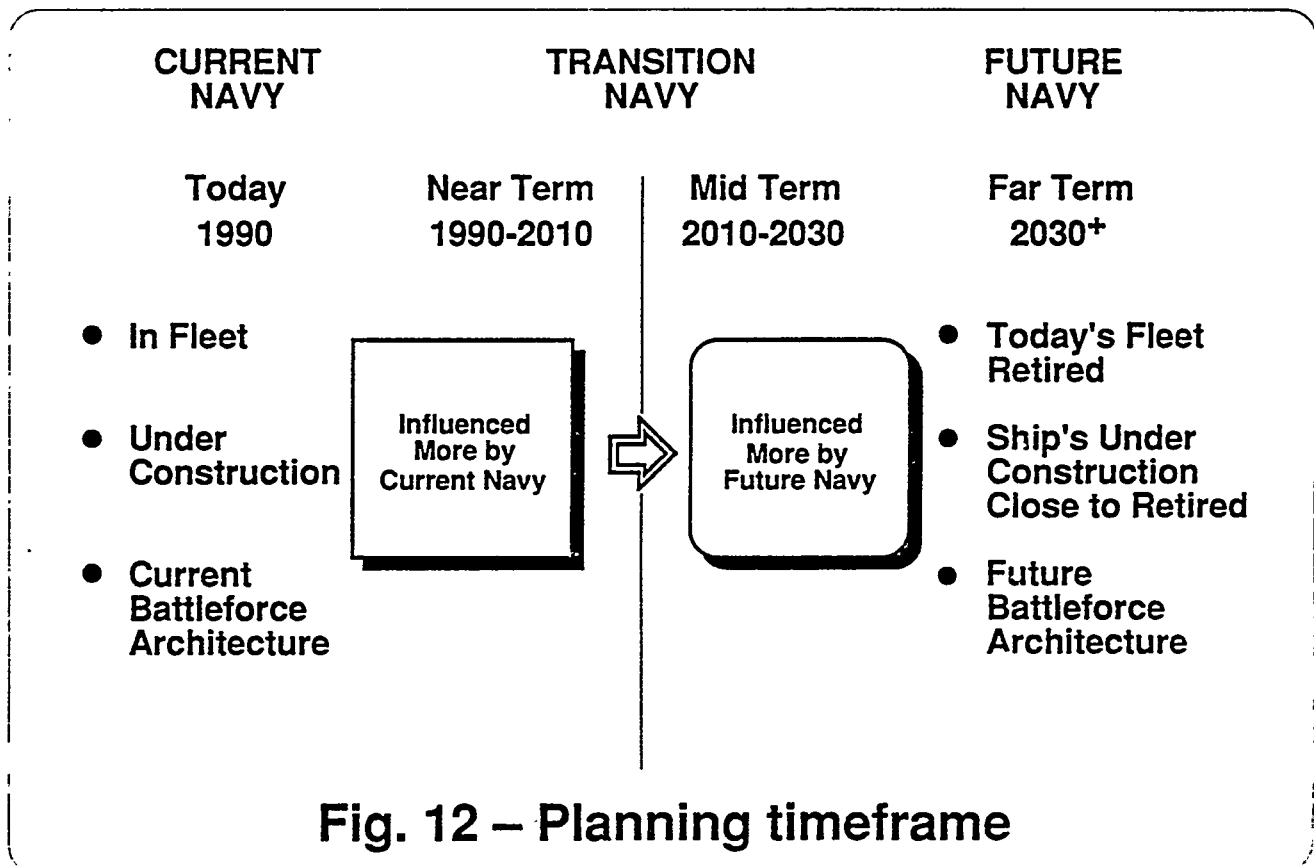 CURRENT
NAVY
TRANSITION
NAVY
FUTURE
NAVY
Today
1990
Near Term
1990-2010
Mid Term
2010-2030
Far Term
2030+
● In Fleet
● Under
Construction
● Current
Battleforce
Architecture
Influenced
More by
Current Navy
Influenced
More by
Future Navy
● Today's Fleet
Retired
● Ship's Under
Construction
Close to Retired
● Future
Battleforce
Architecture
Fig. 12 – Planning timeframe